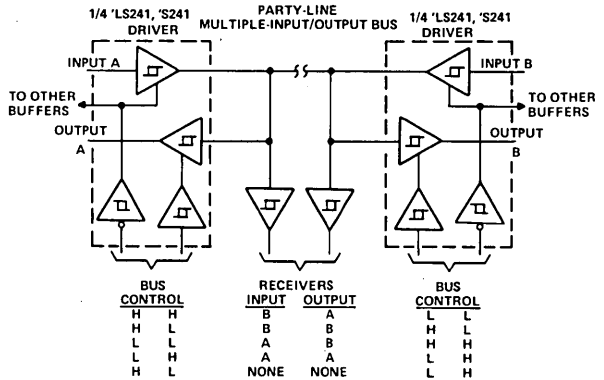 1/4 'LS241, 'S241
DRIVER
PARTY-LINE
MULTIPLE-INPUT/OUTPUT BUS
1/4 'LS241, 'S241
DRIVER
INPUT A
INPUT B
TO OTHER
BUFFERS
TO OTHER
BUFFERS
OUTPUT
A
OUTPUT
B
BUS
CONTROL
RECEIVERS
INPUT OUTPUT
BUS
CONTROL
H H B A L L
H L B B H L
L L A B H H
L H A A L H
H L NONE NONE L H